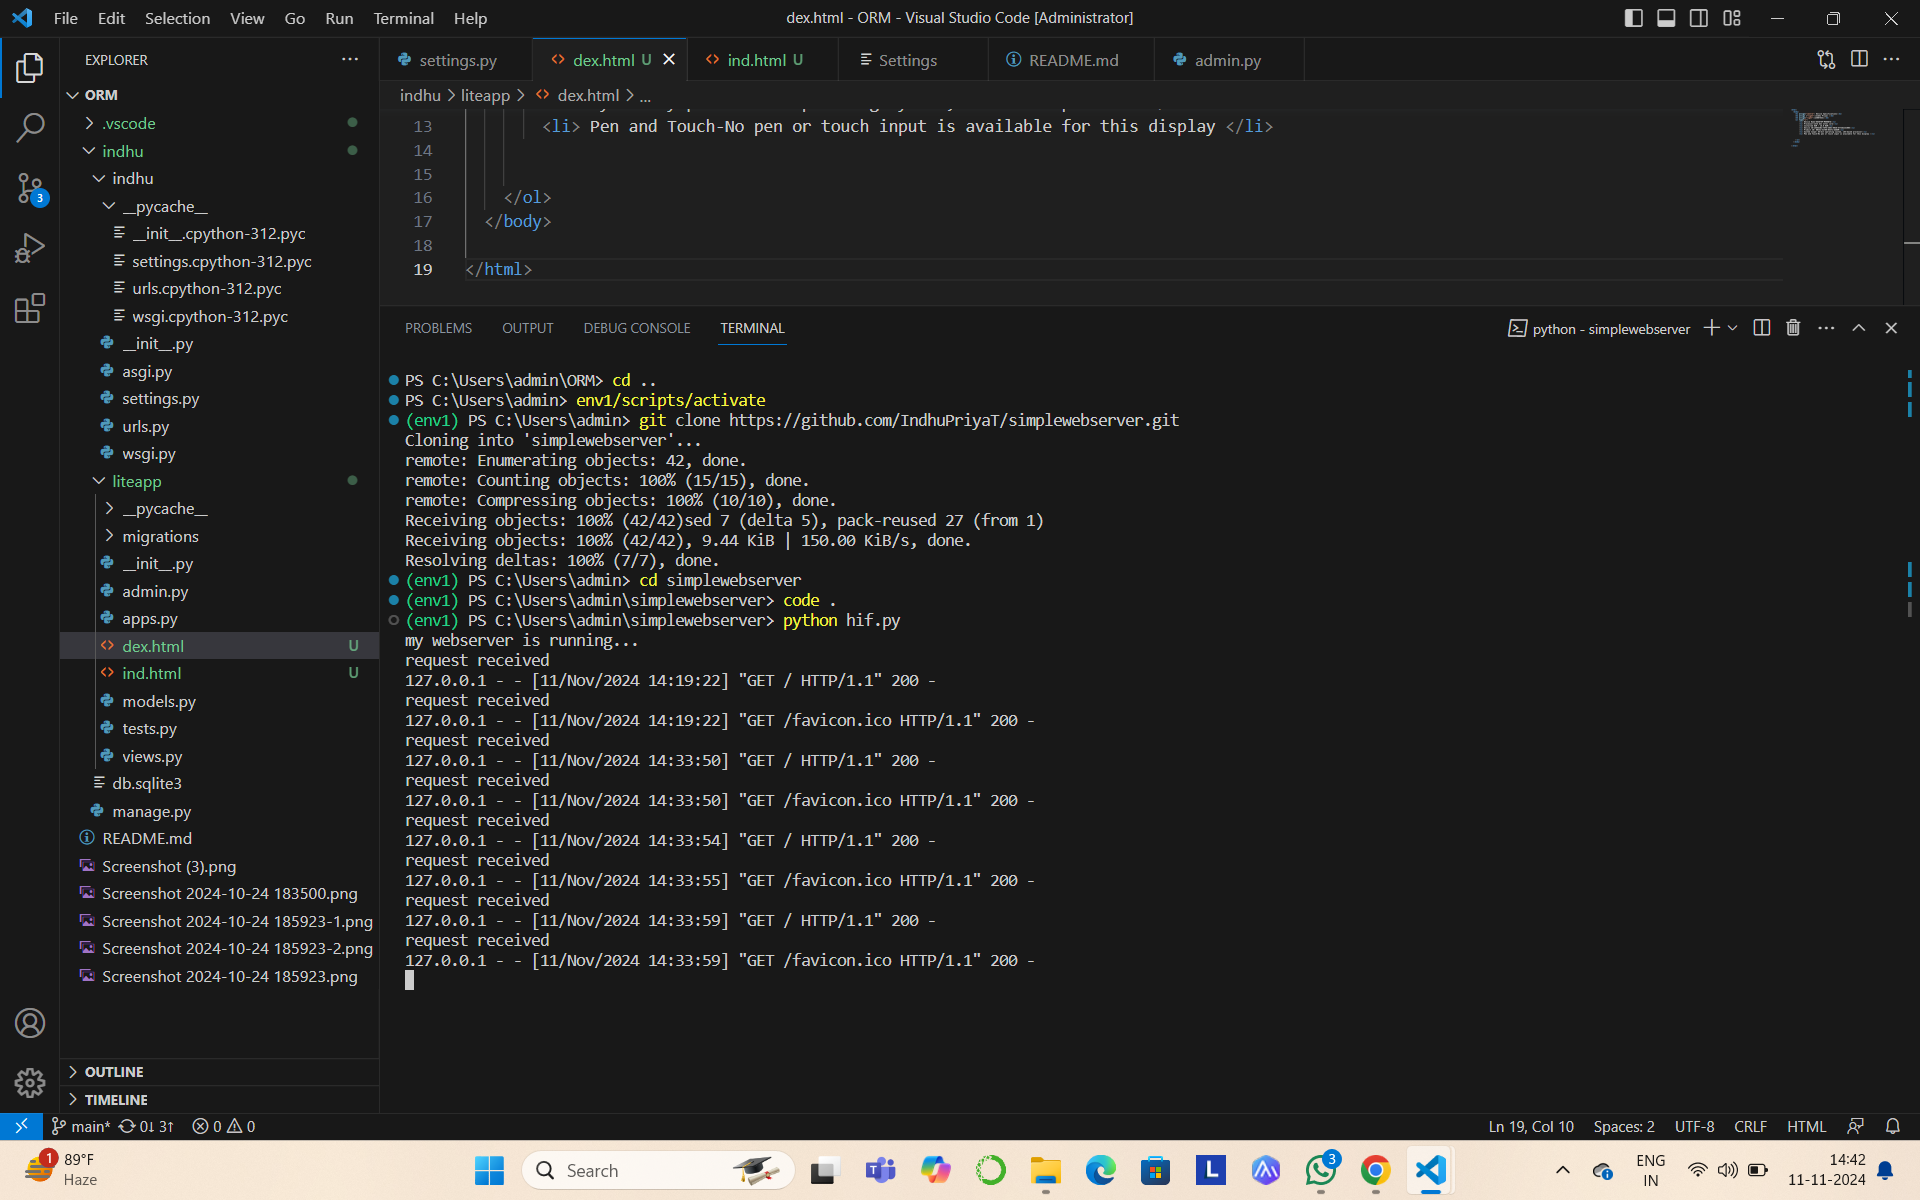 File Edit Selection View Go Run Terminal Help
dex.html - ORM - Visual Studio Code [Administrator]
EXPLORER
ORM
.vscode
indhu
indhu
__pycache__
__init__.cpython-312.pyc
settings.cpython-312.pyc
urls.cpython-312.pyc
wsgi.cpython-312.pyc
__init__.py
asgi.py
settings.py
urls.py
wsgi.py
liteapp
__pycache__
migrations
__init__.py
admin.py
apps.py
dex.html U
ind.html U
models.py
tests.py
views.py
db.sqlite3
manage.py
README.md
Screenshot (3).png
Screenshot 2024-10-24 183500.png
Screenshot 2024-10-24 185923-1.png
Screenshot 2024-10-24 185923-2.png
Screenshot 2024-10-24 185923.png
OUTLINE
TIMELINE
3
settings.py
dex.html U
ind.html U
Settings
README.md
admin.py
indhu > liteapp > dex.html > ...
13 <li> Pen and Touch-No pen or touch input is available for this display </li>
14
15
16 </ol>
17 </body>
18
19 </html>
PROBLEMS OUTPUT DEBUG CONSOLE TERMINAL
python - simplewebserver
PS C:\Users\admin\ORM> cd ..
PS C:\Users\admin> env1/scripts/activate
(env1) PS C:\Users\admin> git clone https://github.com/IndhuPriyaT/simplewebserver.git
Cloning into 'simplewebserver'...
remote: Enumerating objects: 42, done.
remote: Counting objects: 100% (15/15), done.
remote: Compressing objects: 100% (10/10), done.
Receiving objects: 100% (42/42)sed 7 (delta 5), pack-reused 27 (from 1)
Receiving objects: 100% (42/42), 9.44 KiB | 150.00 KiB/s, done.
Resolving deltas: 100% (7/7), done.
(env1) PS C:\Users\admin> cd simplewebserver
(env1) PS C:\Users\admin\simplewebserver> code .
(env1) PS C:\Users\admin\simplewebserver> python hif.py
my webserver is running...
request received
127.0.0.1 - - [11/Nov/2024 14:19:22] "GET / HTTP/1.1" 200 -
request received
127.0.0.1 - - [11/Nov/2024 14:19:22] "GET /favicon.ico HTTP/1.1" 200 -
request received
127.0.0.1 - - [11/Nov/2024 14:33:50] "GET / HTTP/1.1" 200 -
request received
127.0.0.1 - - [11/Nov/2024 14:33:50] "GET /favicon.ico HTTP/1.1" 200 -
request received
127.0.0.1 - - [11/Nov/2024 14:33:54] "GET / HTTP/1.1" 200 -
request received
127.0.0.1 - - [11/Nov/2024 14:33:55] "GET /favicon.ico HTTP/1.1" 200 -
request received
127.0.0.1 - - [11/Nov/2024 14:33:59] "GET / HTTP/1.1" 200 -
request received
127.0.0.1 - - [11/Nov/2024 14:33:59] "GET /favicon.ico HTTP/1.1" 200 -
main* 0↓ 3↑ 0 0
Ln 19, Col 10 Spaces: 2 UTF-8 CRLF HTML
1
89°F
Haze
Search
L
3
ENG
IN
14:42
11-11-2024